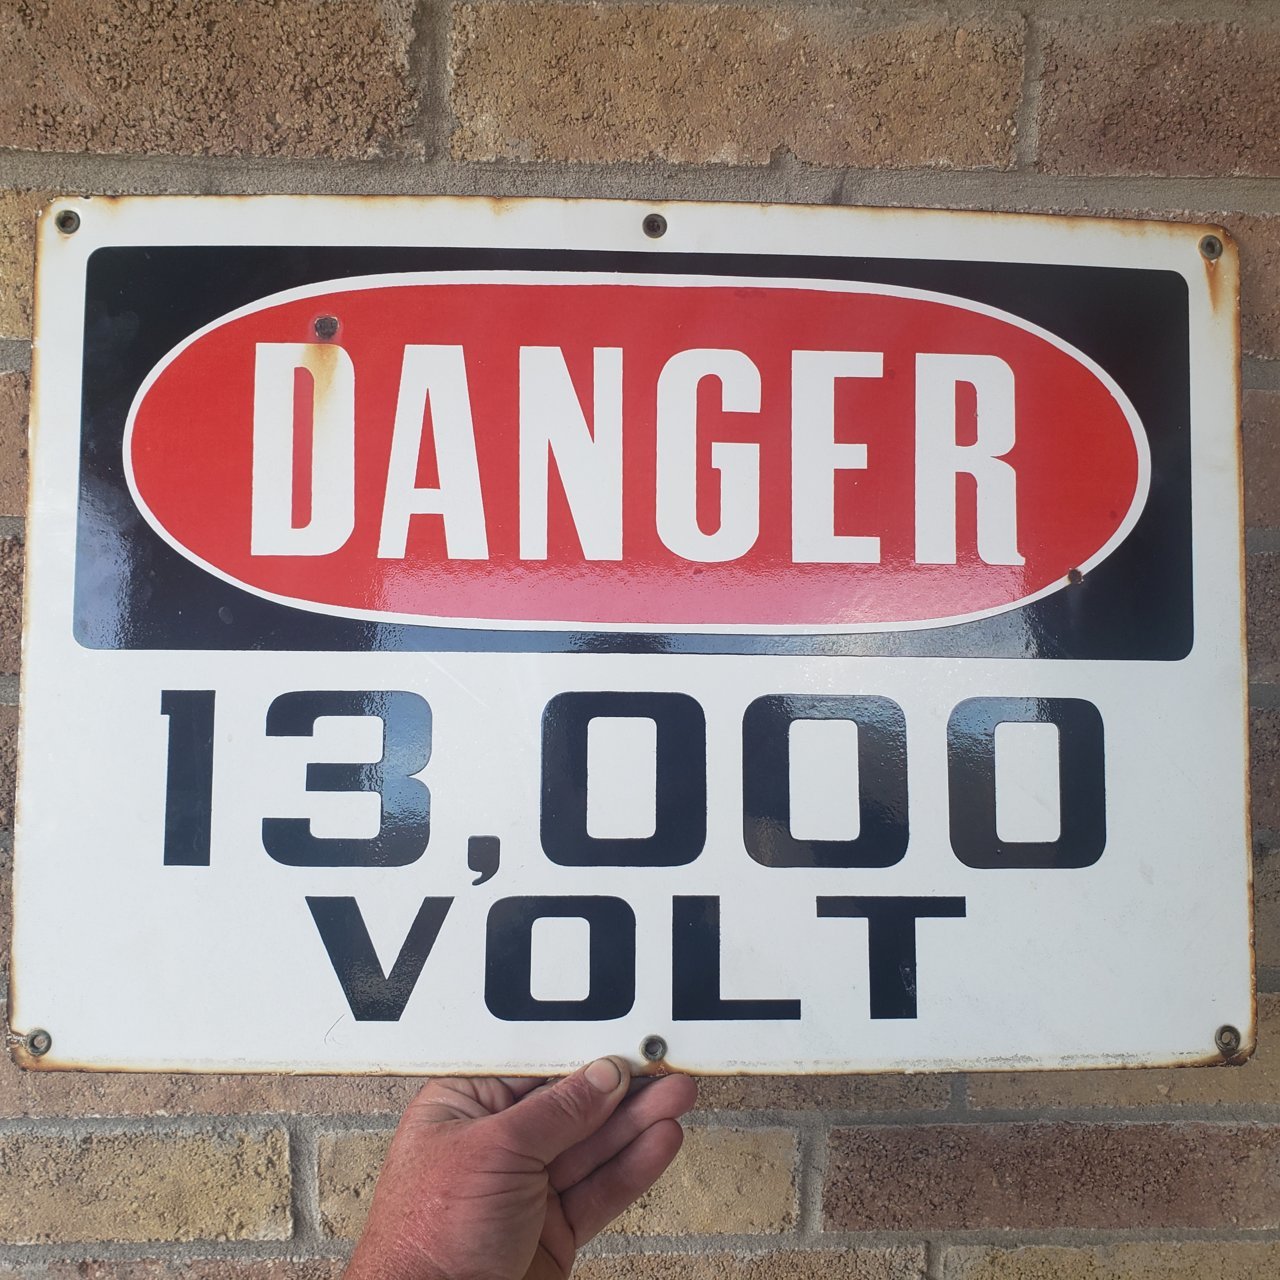 DANGER
13,000
VOLT